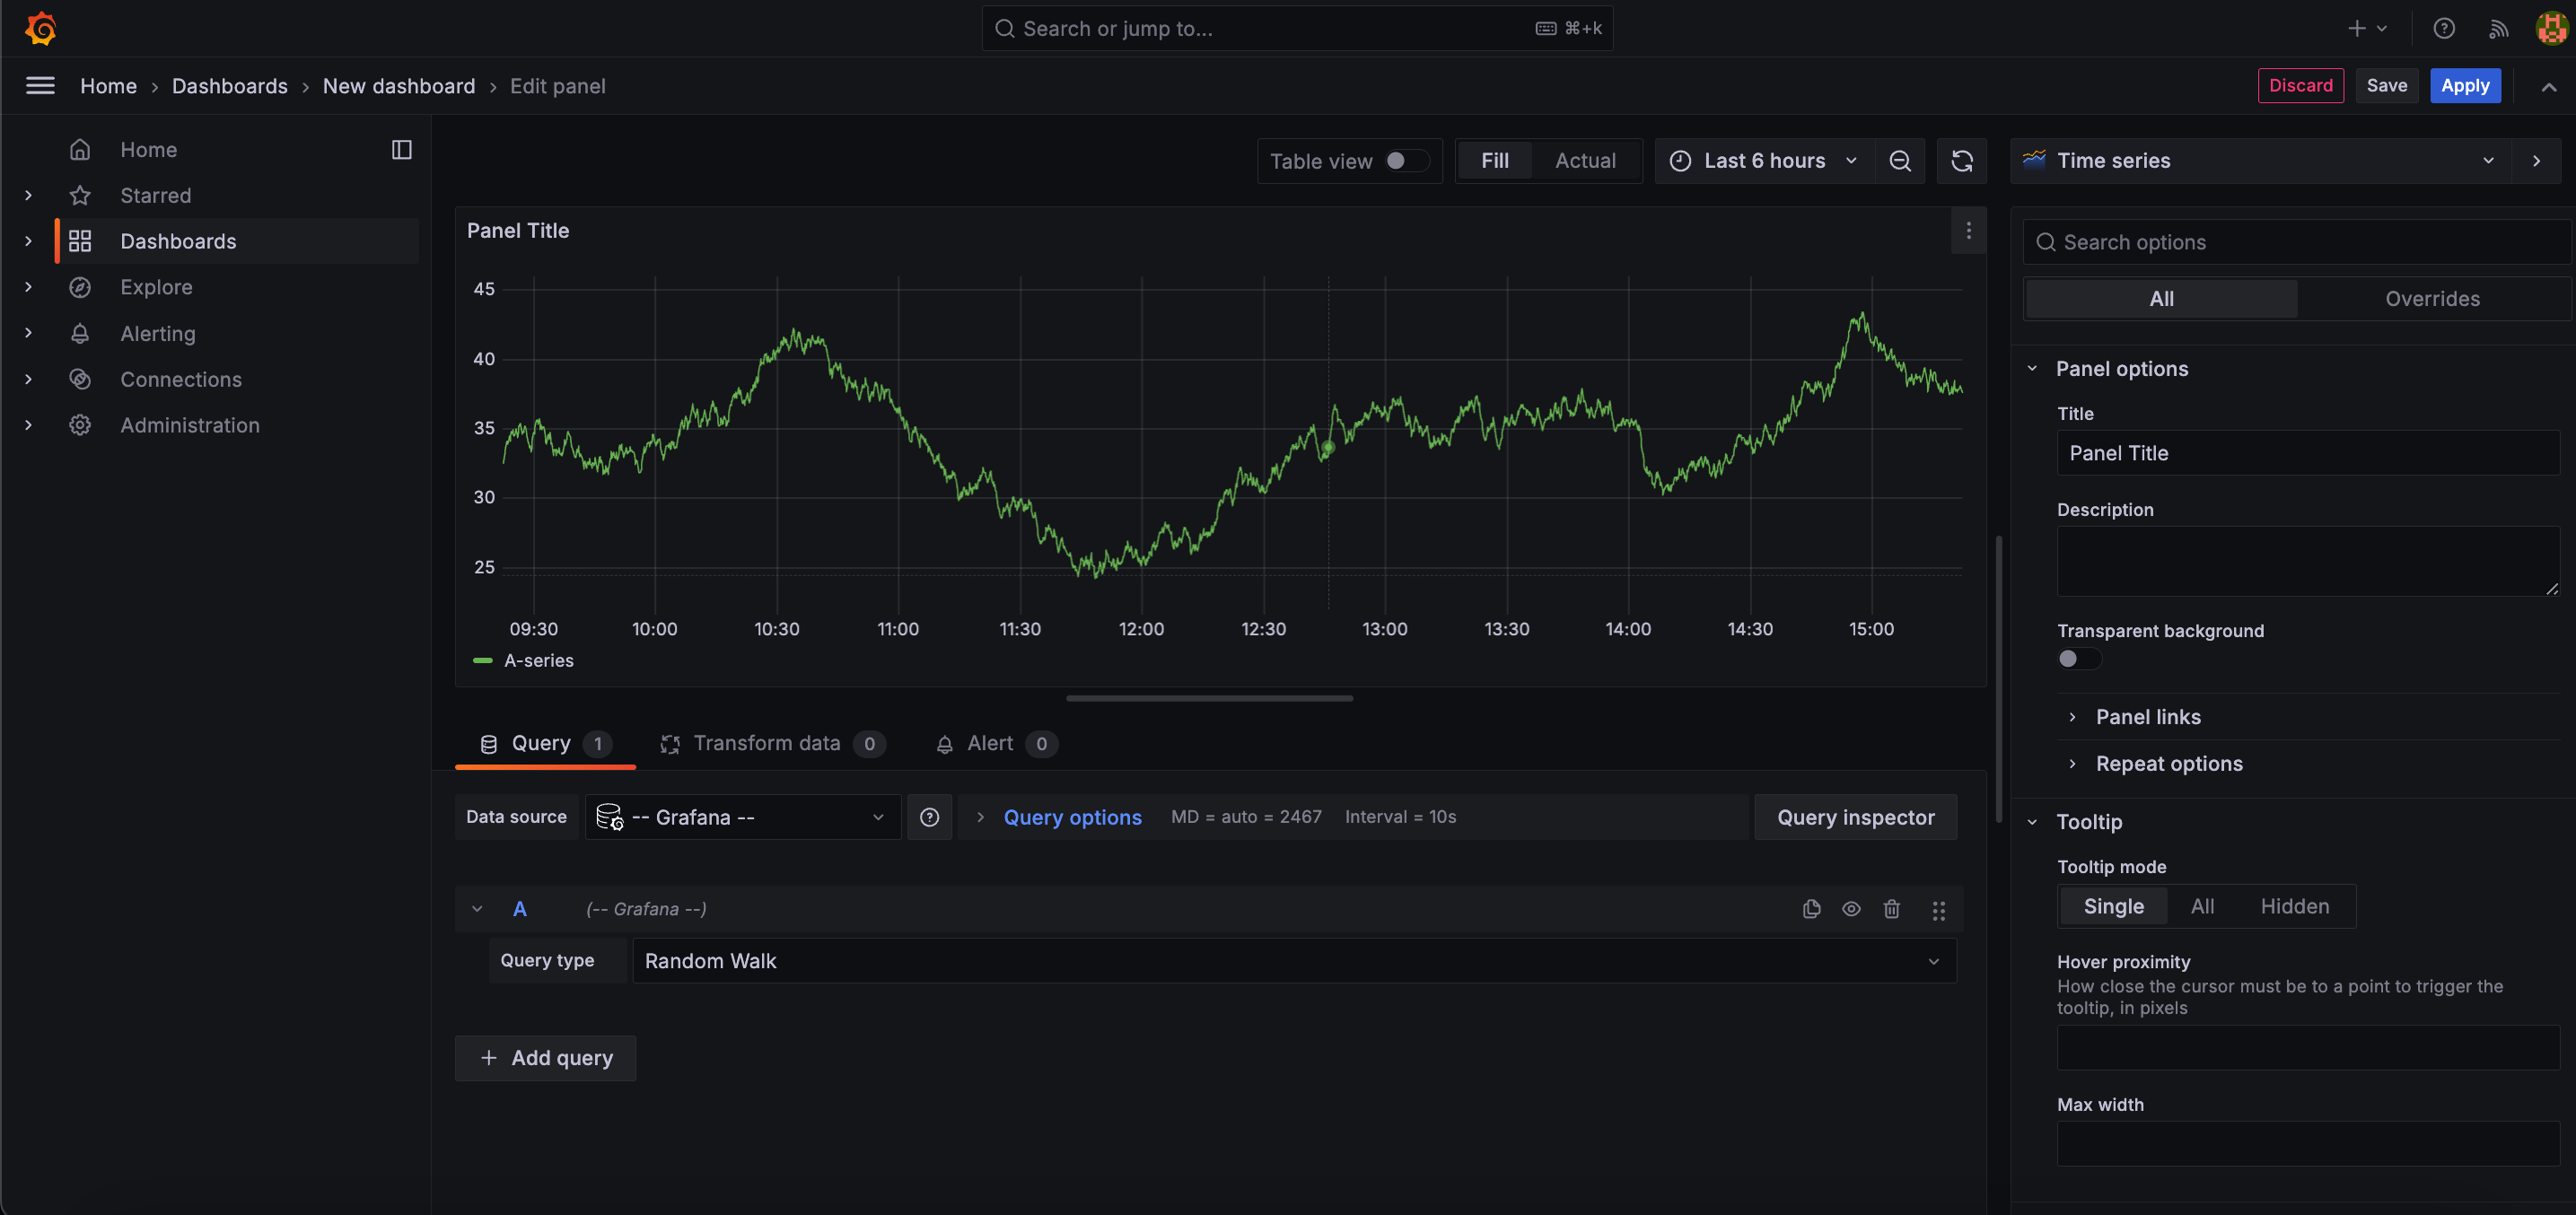 Search or jump to...
⌘+k
Home › Dashboards › New dashboard › Edit panel
Discard
Save
Apply
Home
Starred
Dashboards
Explore
Alerting
Connections
Administration
Table view
Fill
Actual
Last 6 hours
Panel Title
45
40
35
30
25
09:30 10:00 10:30 11:00 11:30 12:00 12:30 13:00 13:30 14:00 14:30 15:00
A-series
Query 1
Transform data 0
Alert 0
Data source
-- Grafana --
Query options
MD = auto = 2467
Interval = 10s
Query inspector
A
(-- Grafana --)
Query type
Random Walk
+ Add query
Time series
Search options
All
Overrides
Panel options
Title
Panel Title
Description
Transparent background
Panel links
Repeat options
Tooltip
Tooltip mode
Single
All
Hidden
Hover proximity
How close the cursor must be to a point to trigger the
tooltip, in pixels
Max width